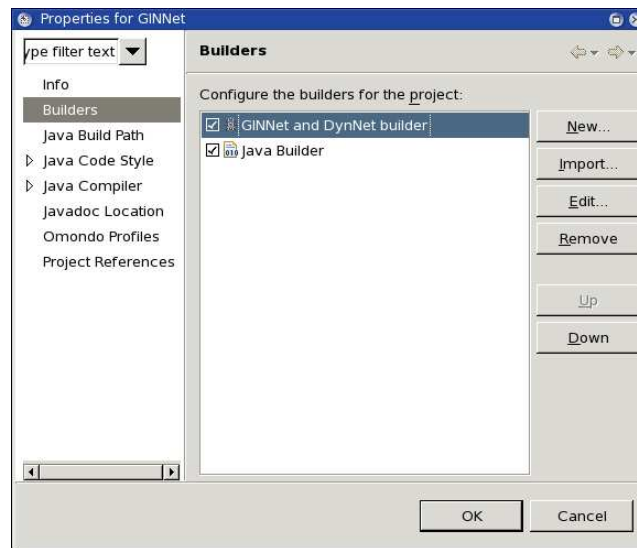 Properties for GINNet
ype filter text
Info
Builders
Java Build Path
Java Code Style
Java Compiler
Javadoc Location
Omondo Profiles
Project References
Builders
Configure the builders for the project:
GINNet and DynNet builder
Java Builder
New...
Import...
Edit...
Remove
Up
Down
OK
Cancel